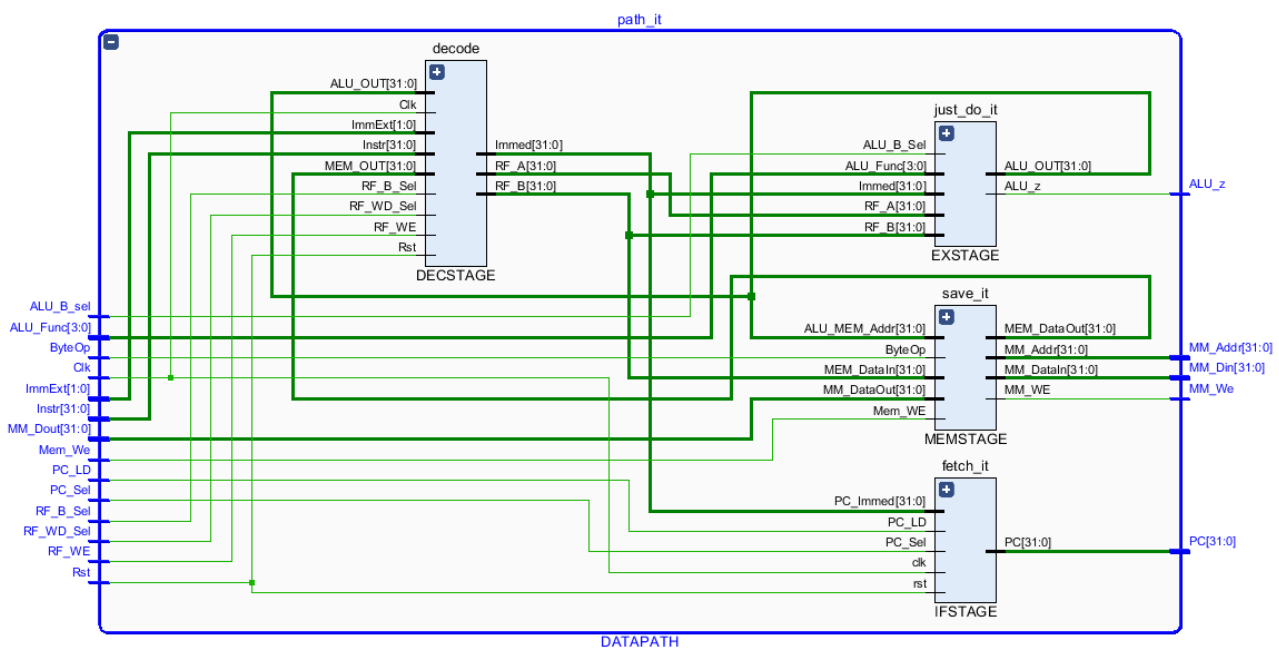 path_it
decode
ALU_OUT[31:0]
Clk
ImmExt[1:0]
Instr[31:0]
MEM_OUT[31:0]
RF_B_Sel
RF_WD_Sel
RF_WE
Rst
Immed[31:0]
RF_A[31:0]
RF_B[31:0]
DECSTAGE
just_do_it
ALU_B_Sel
ALU_Func[3:0]
Immed[31:0]
RF_A[31:0]
RF_B[31:0]
ALU_OUT[31:0]
ALU_z
EXSTAGE
ALU_z
save_it
ALU_MEM_Addr[31:0]
ByteOp
MEM_DataIn[31:0]
MM_DataOut[31:0]
Mem_WE
MEM_DataOut[31:0]
MM_Addr[31:0]
MM_DataIn[31:0]
MM_WE
MEMSTAGE
MM_Addr[31:0]
MM_Din[31:0]
MM_We
ALU_B_sel
ALU_Func[3:0]
ByteOp
Clk
ImmExt[1:0]
Instr[31:0]
MM_Dout[31:0]
Mem_We
PC_LD
PC_Sel
RF_B_Sel
RF_WD_Sel
RF_WE
Rst
fetch_it
PC_Immed[31:0]
PC_LD
PC_Sel
clk
rst
PC[31:0]
IFSTAGE
PC[31:0]
DATAPATH